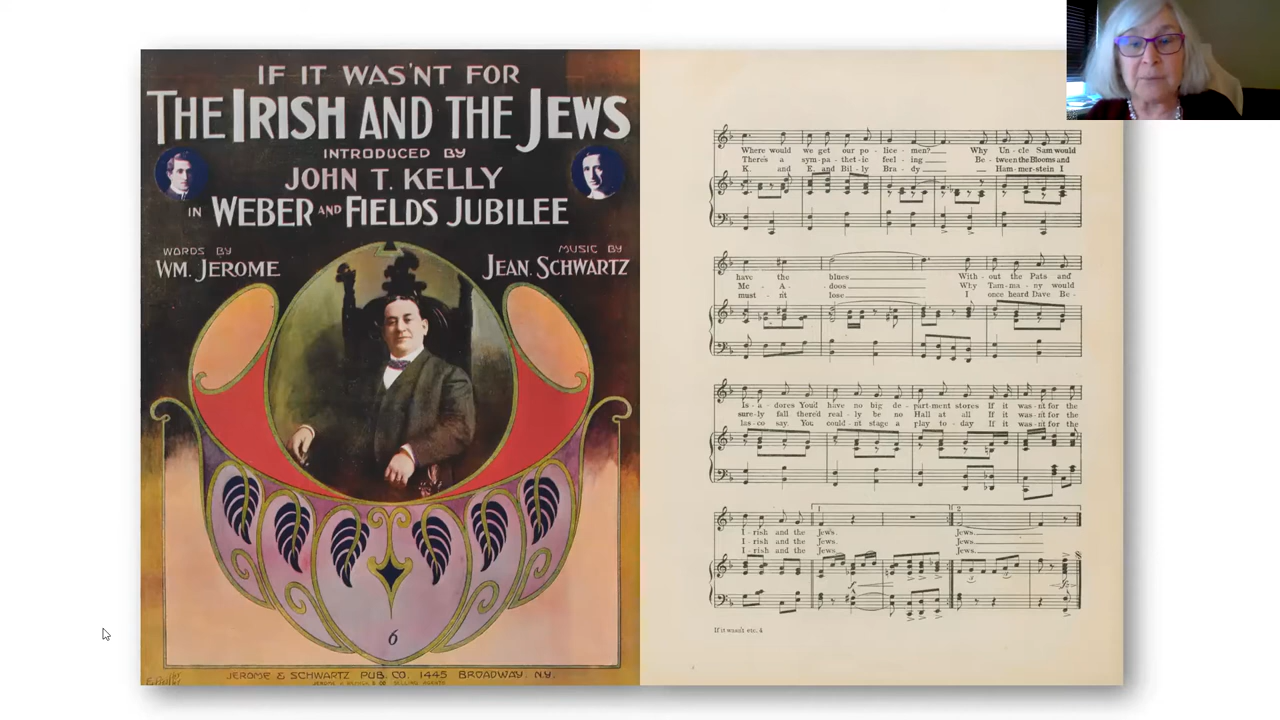 IF IT WAS'NT FOR
THE IRISH AND THE JEWS
INTRODUCED BY
JOHN T. KELLY
IN WEBER AND FIELDS JUBILEE
WORDS BY
WM. JEROME
MUSIC BY
JEAN. SCHWARTZ
6
JEROME & SCHWARTZ PUB. CO. 1445 BROADWAY. N.Y.
Where would we get our po - lice - men? Why Un - cle Sam would
There's a sym - pa - thet - ic feel - ing Be - tween the Blooms and
K. and E. and Bil - ly Bra - dy Ham - mer - stein I
have the blues With - out the Pats and
Mc - A - doos Why Tam - ma - ny would
must - n't lose I once heard Dave Be -
Is - a - dores You'd have no big de - part - ment stores If it was - n't for the
sure - ly fall there'd real - ly be no Hall at all If it was - n't for the
las - co say. You could - n't stage a play to - day If it was - n't for the
1 2
I - rish and the Jews. Jews.
I - rish and the Jews. Jews.
I - rish and the Jews. Jews.
If it wasn't etc. 4